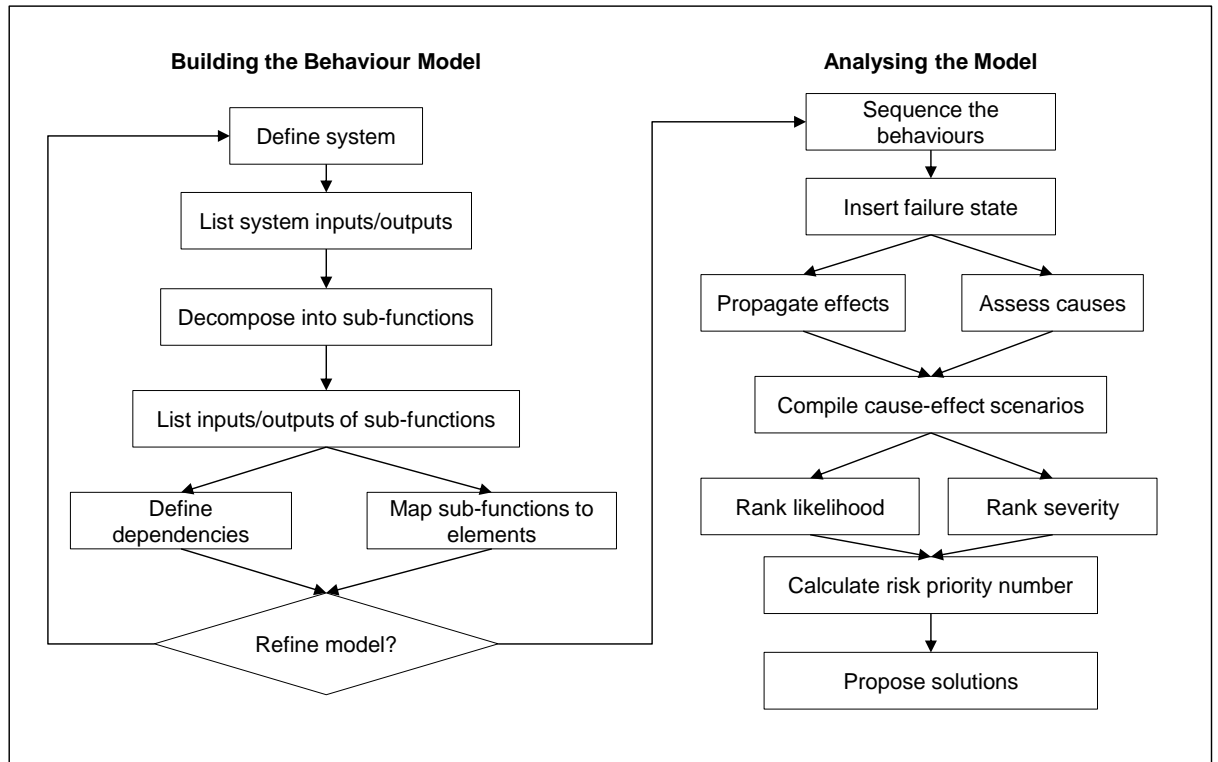 Building the Behaviour Model
Define system
List system inputs/outputs
Decompose into sub-functions
List inputs/outputs of sub-functions
Define
dependencies
Map sub-functions to
elements
Refine model?
Analysing the Model
Sequence the
behaviours
Insert failure state
Propagate effects
Assess causes
Compile cause-effect scenarios
Rank likelihood
Rank severity
Calculate risk priority number
Propose solutions